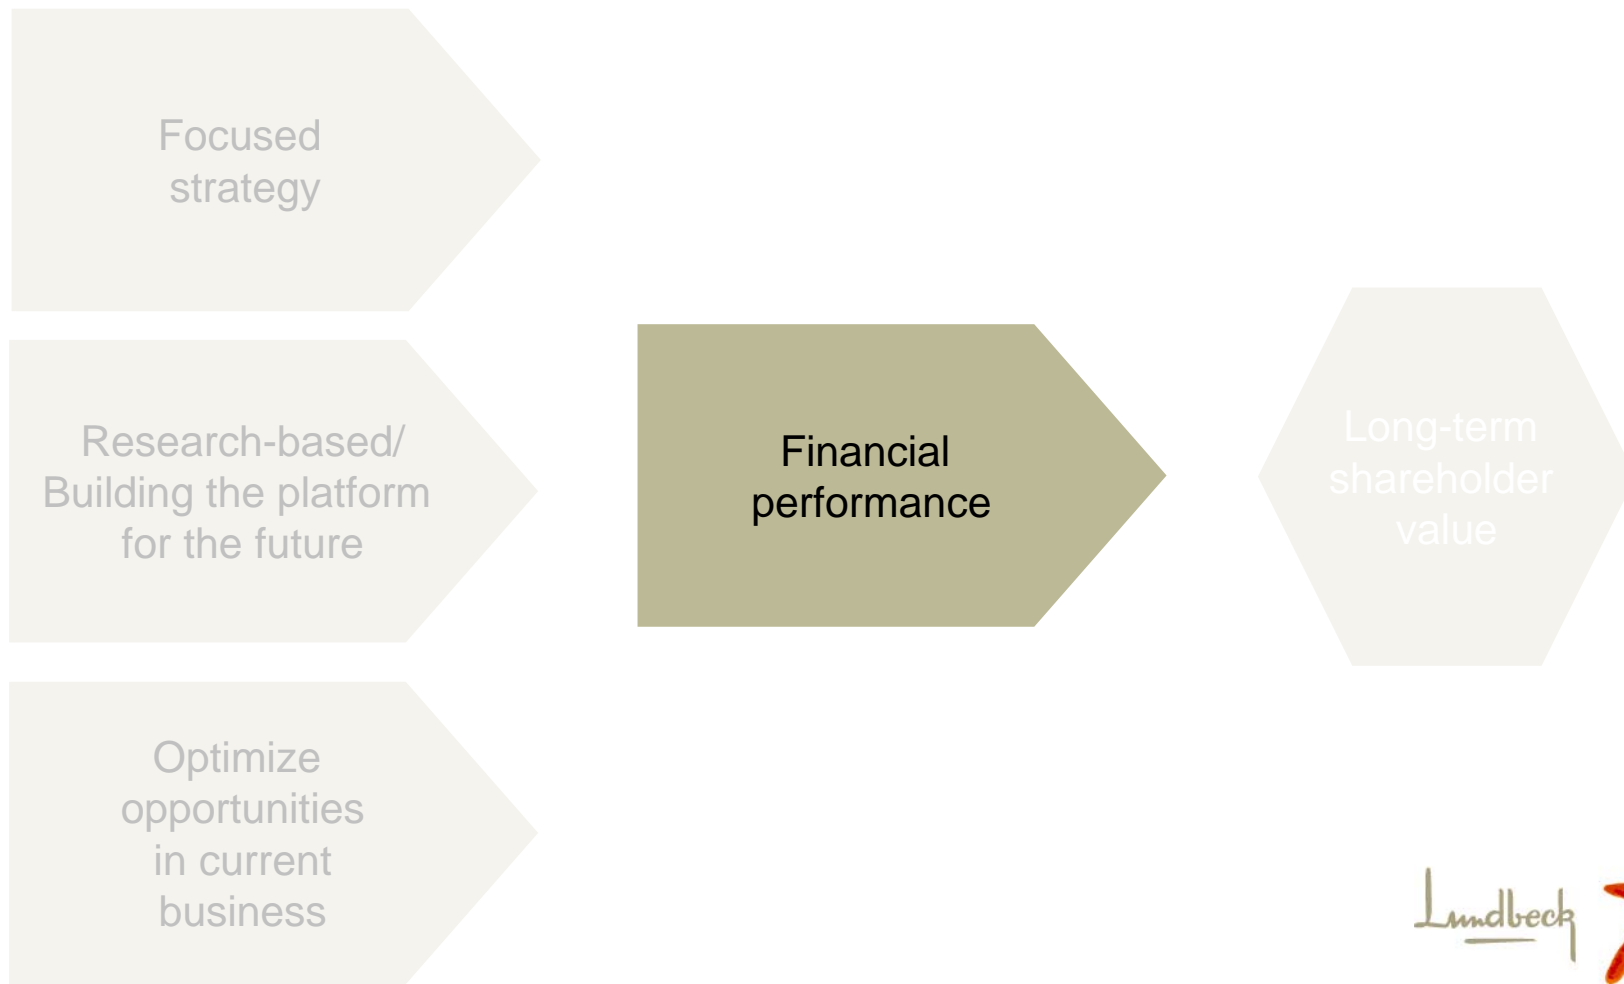 Focused
strategy
Research-based/
Building the platform
for the future
Optimize
opportunities
in current
business
Financial
performance
Long-term
shareholder
value
Lundbeck